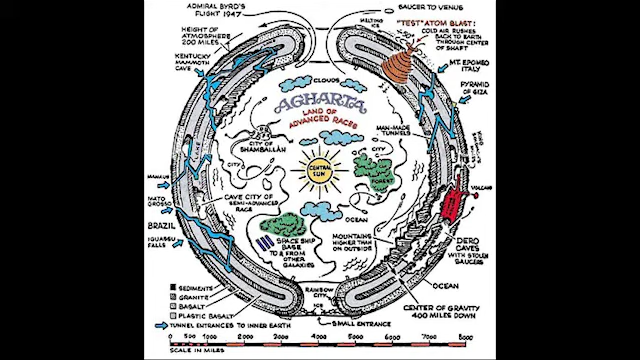 ADMIRAL BYRD'S
FLIGHT 1947
SAUCER TO VENUS
HEIGHT OF
ATMOSPHERE
200 MILES
MELTING
ICE
"TEST" ATOM BLAST:
COLD AIR RUSHES
BACK TO EARTH
THROUGH CENTER
OF SHAFT
KENTUCKY
MAMMOTH
CAVE
MT. EPOMEO
ITALY
CLOUDS
PYRAMID
OF GIZA
AGHARTA
LAND OF
ADVANCED RACES
MAN-MADE
TUNNELS
CITY OF
SHAMBALLAH
CITY
CITY
CENTRAL
SUN
FOREST
MANAUS
MATO
GROSSO
BRAZIL
IGUASSU
FALLS
CAVE CITY OF
SEMI-ADVANCED
RACE
VOLCANO
OCEAN
SPACE SHIP
BASE
TO & FROM
OTHER
GALAXIES
MOUNTAINS
HIGHER THAN
ON OUTSIDE
DERO
CAVES
WITH STOLEN
SAUCERS
OCEAN
RAINBOW
CITY
ICE
CENTER OF GRAVITY
400 MILES DOWN
SMALL ENTRANCE
SEDIMENTS
GRANITE
BASALT
PLASTIC BASALT
TUNNEL ENTRANCES TO INNER EARTH
0 500 1000 2000 3000 4000 5000 6000 7000 8000
SCALE IN MILES